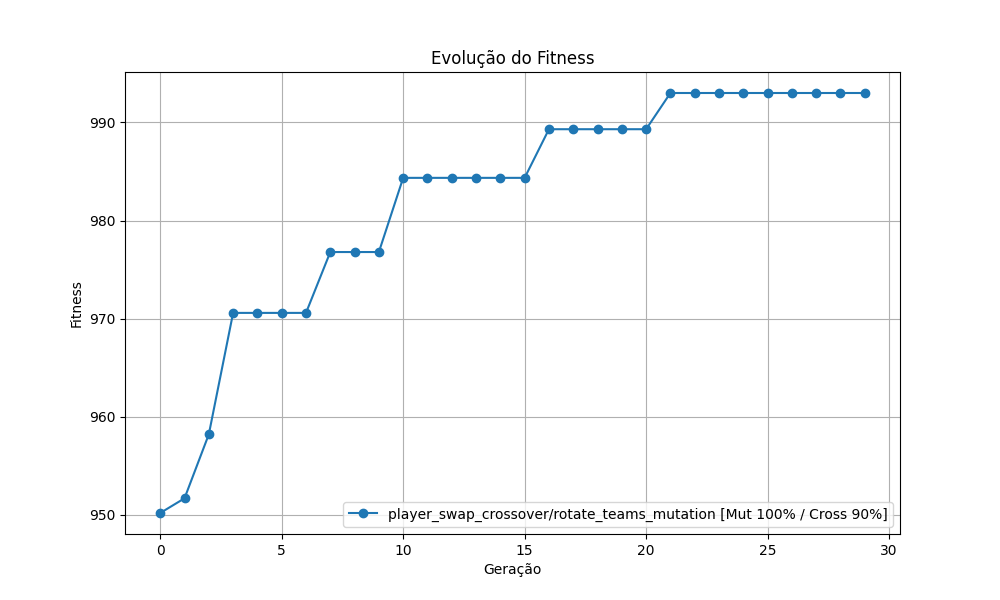 Evolução do Fitness
Fitness
990
980
970
960
950
player_swap_crossover/rotate_teams_mutation [Mut 100% / Cross 90%]
0 5 10 15 20 25 30
Geração